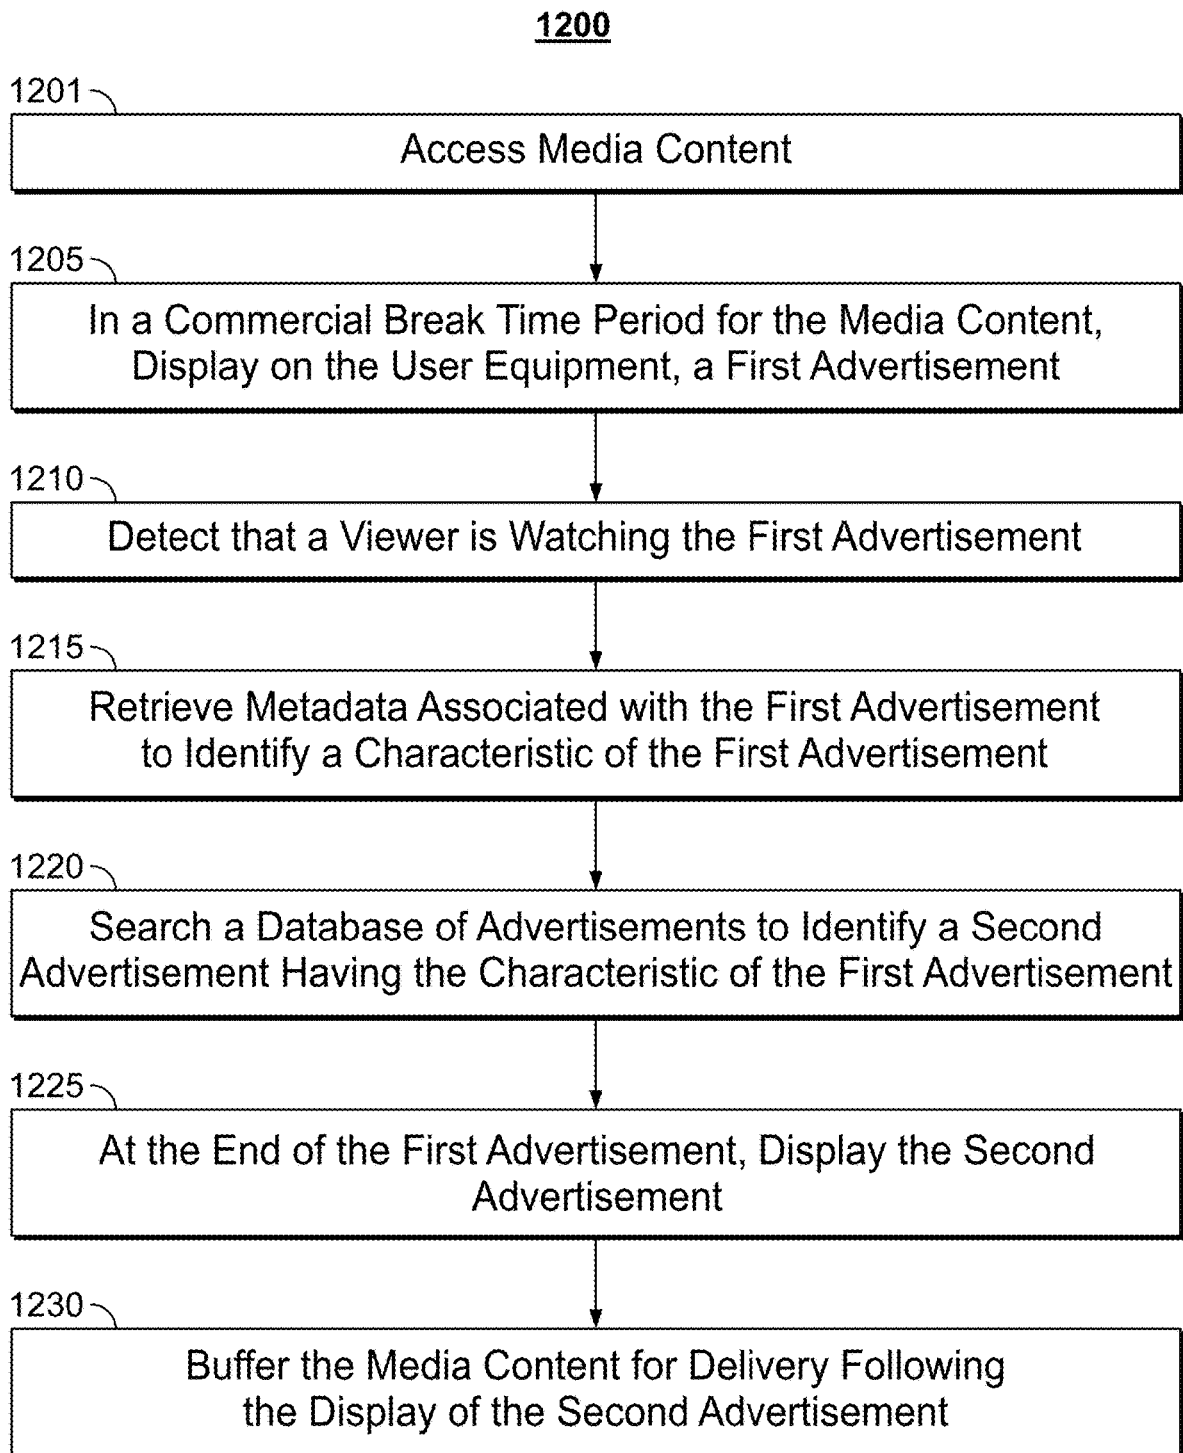 1200
1201
Access Media Content
1205
In a Commercial Break Time Period for the Media Content,
Display on the User Equipment, a First Advertisement
1210
Detect that a Viewer is Watching the First Advertisement
1215
Retrieve Metadata Associated with the First Advertisement
to Identify a Characteristic of the First Advertisement
1220
Search a Database of Advertisements to Identify a Second
Advertisement Having the Characteristic of the First Advertisement
1225
At the End of the First Advertisement, Display the Second
Advertisement
1230
Buffer the Media Content for Delivery Following
the Display of the Second Advertisement